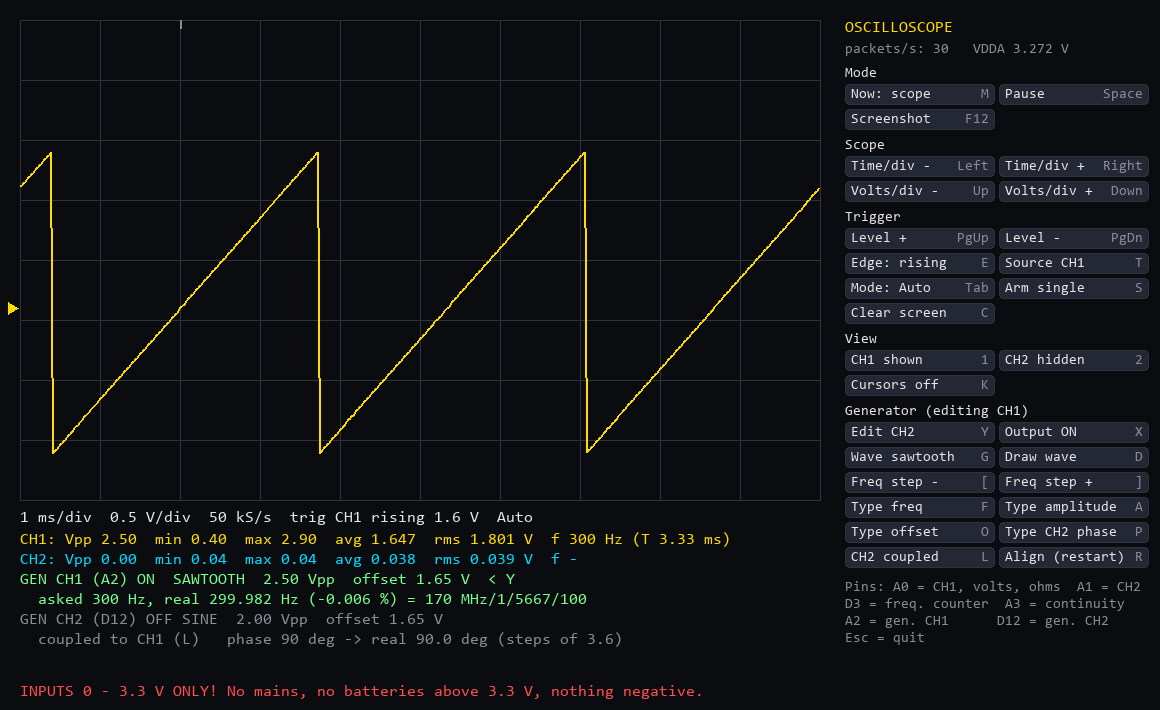 OSCILLOSCOPE
packets/s: 30   VDDA 3.272 V
Mode
Now: scope M Pause Space
Screenshot F12
Scope
Time/div - Left Time/div + Right
Volts/div - Up Volts/div + Down
Trigger
Level + PgUp Level - PgDn
Edge: rising E Source CH1 T
Mode: Auto Tab Arm single S
Clear screen C
View
CH1 shown 1 CH2 hidden 2
Cursors off K
Generator (editing CH1)
Edit CH2 Y Output ON X
Wave sawtooth G Draw wave D
Freq step - [ Freq step + ]
Type freq F Type amplitude A
Type offset O Type CH2 phase P
CH2 coupled L Align (restart) R
Pins: A0 = CH1, volts, ohms  A1 = CH2
D3 = freq. counter  A3 = continuity
A2 = gen. CH1      D12 = gen. CH2
Esc = quit
1 ms/div  0.5 V/div  50 kS/s  trig CH1 rising 1.6 V  Auto
CH1: Vpp 2.50  min 0.40  max 2.90  avg 1.647  rms 1.801 V  f 300 Hz (T 3.33 ms)
CH2: Vpp 0.00  min 0.04  max 0.04  avg 0.038  rms 0.039 V  f -
GEN CH1 (A2) ON  SAWTOOTH  2.50 Vpp  offset 1.65 V  < Y
asked 300 Hz, real 299.982 Hz (-0.006 %) = 170 MHz/1/5667/100
GEN CH2 (D12) OFF SINE  2.00 Vpp  offset 1.65 V
coupled to CH1 (L)   phase 90 deg -> real 90.0 deg (steps of 3.6)
INPUTS 0 - 3.3 V ONLY! No mains, no batteries above 3.3 V, nothing negative.